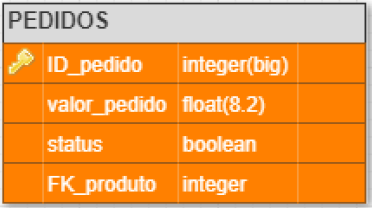 PEDIDOS
ID_pedido integer(big)
valor_pedido float(8.2)
status boolean
FK_produto integer